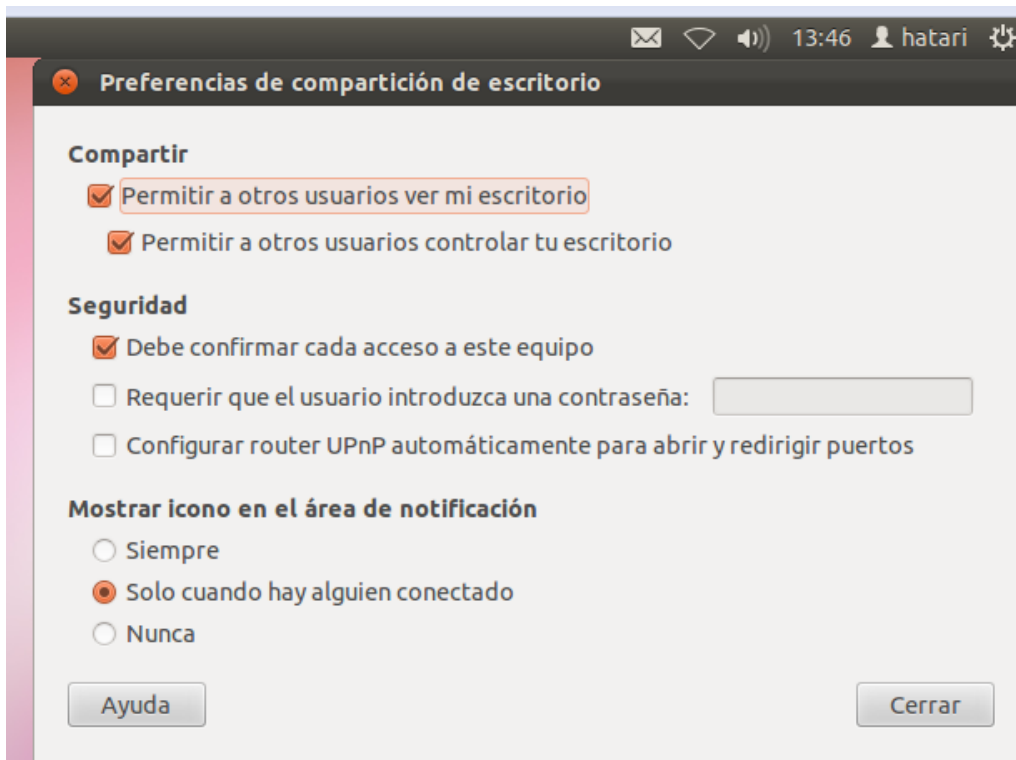 13:46 hatari
Preferencias de compartición de escritorio
Compartir
Permitir a otros usuarios ver mi escritorio
Permitir a otros usuarios controlar tu escritorio
Seguridad
Debe confirmar cada acceso a este equipo
Requerir que el usuario introduzca una contraseña:
Configurar router UPnP automáticamente para abrir y redirigir puertos
Mostrar icono en el área de notificación
Siempre
Solo cuando hay alguien conectado
Nunca
Ayuda Cerrar